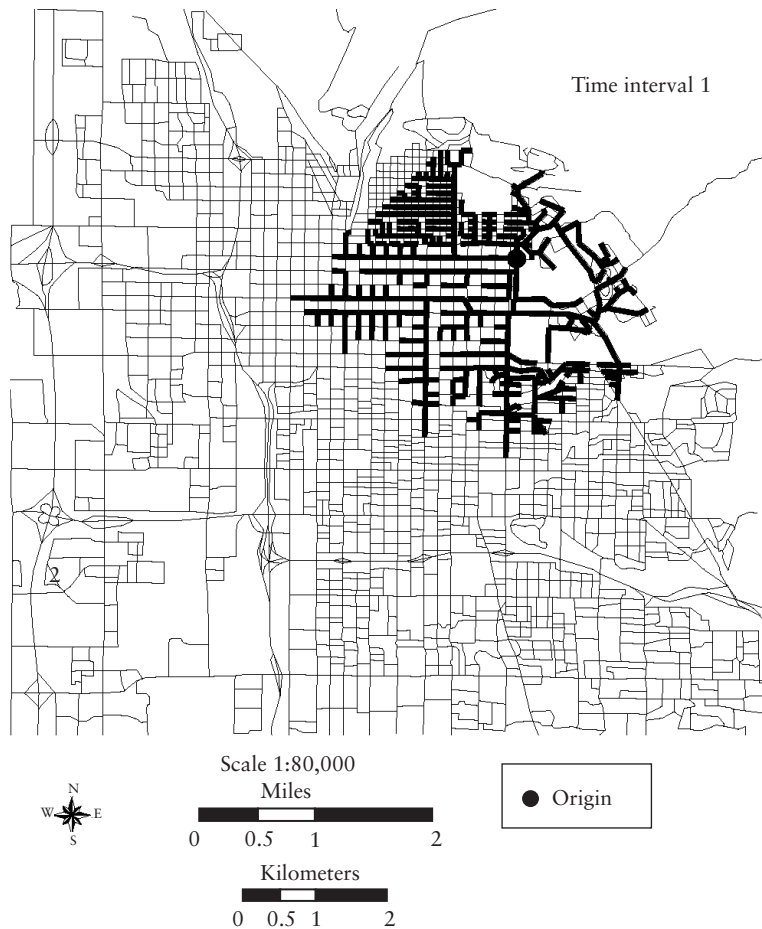 Time interval 1
2
Scale 1:80,000
Miles
0 0.5 1 2
Kilometers
0 0.5 1 2
N
W E
S
Origin